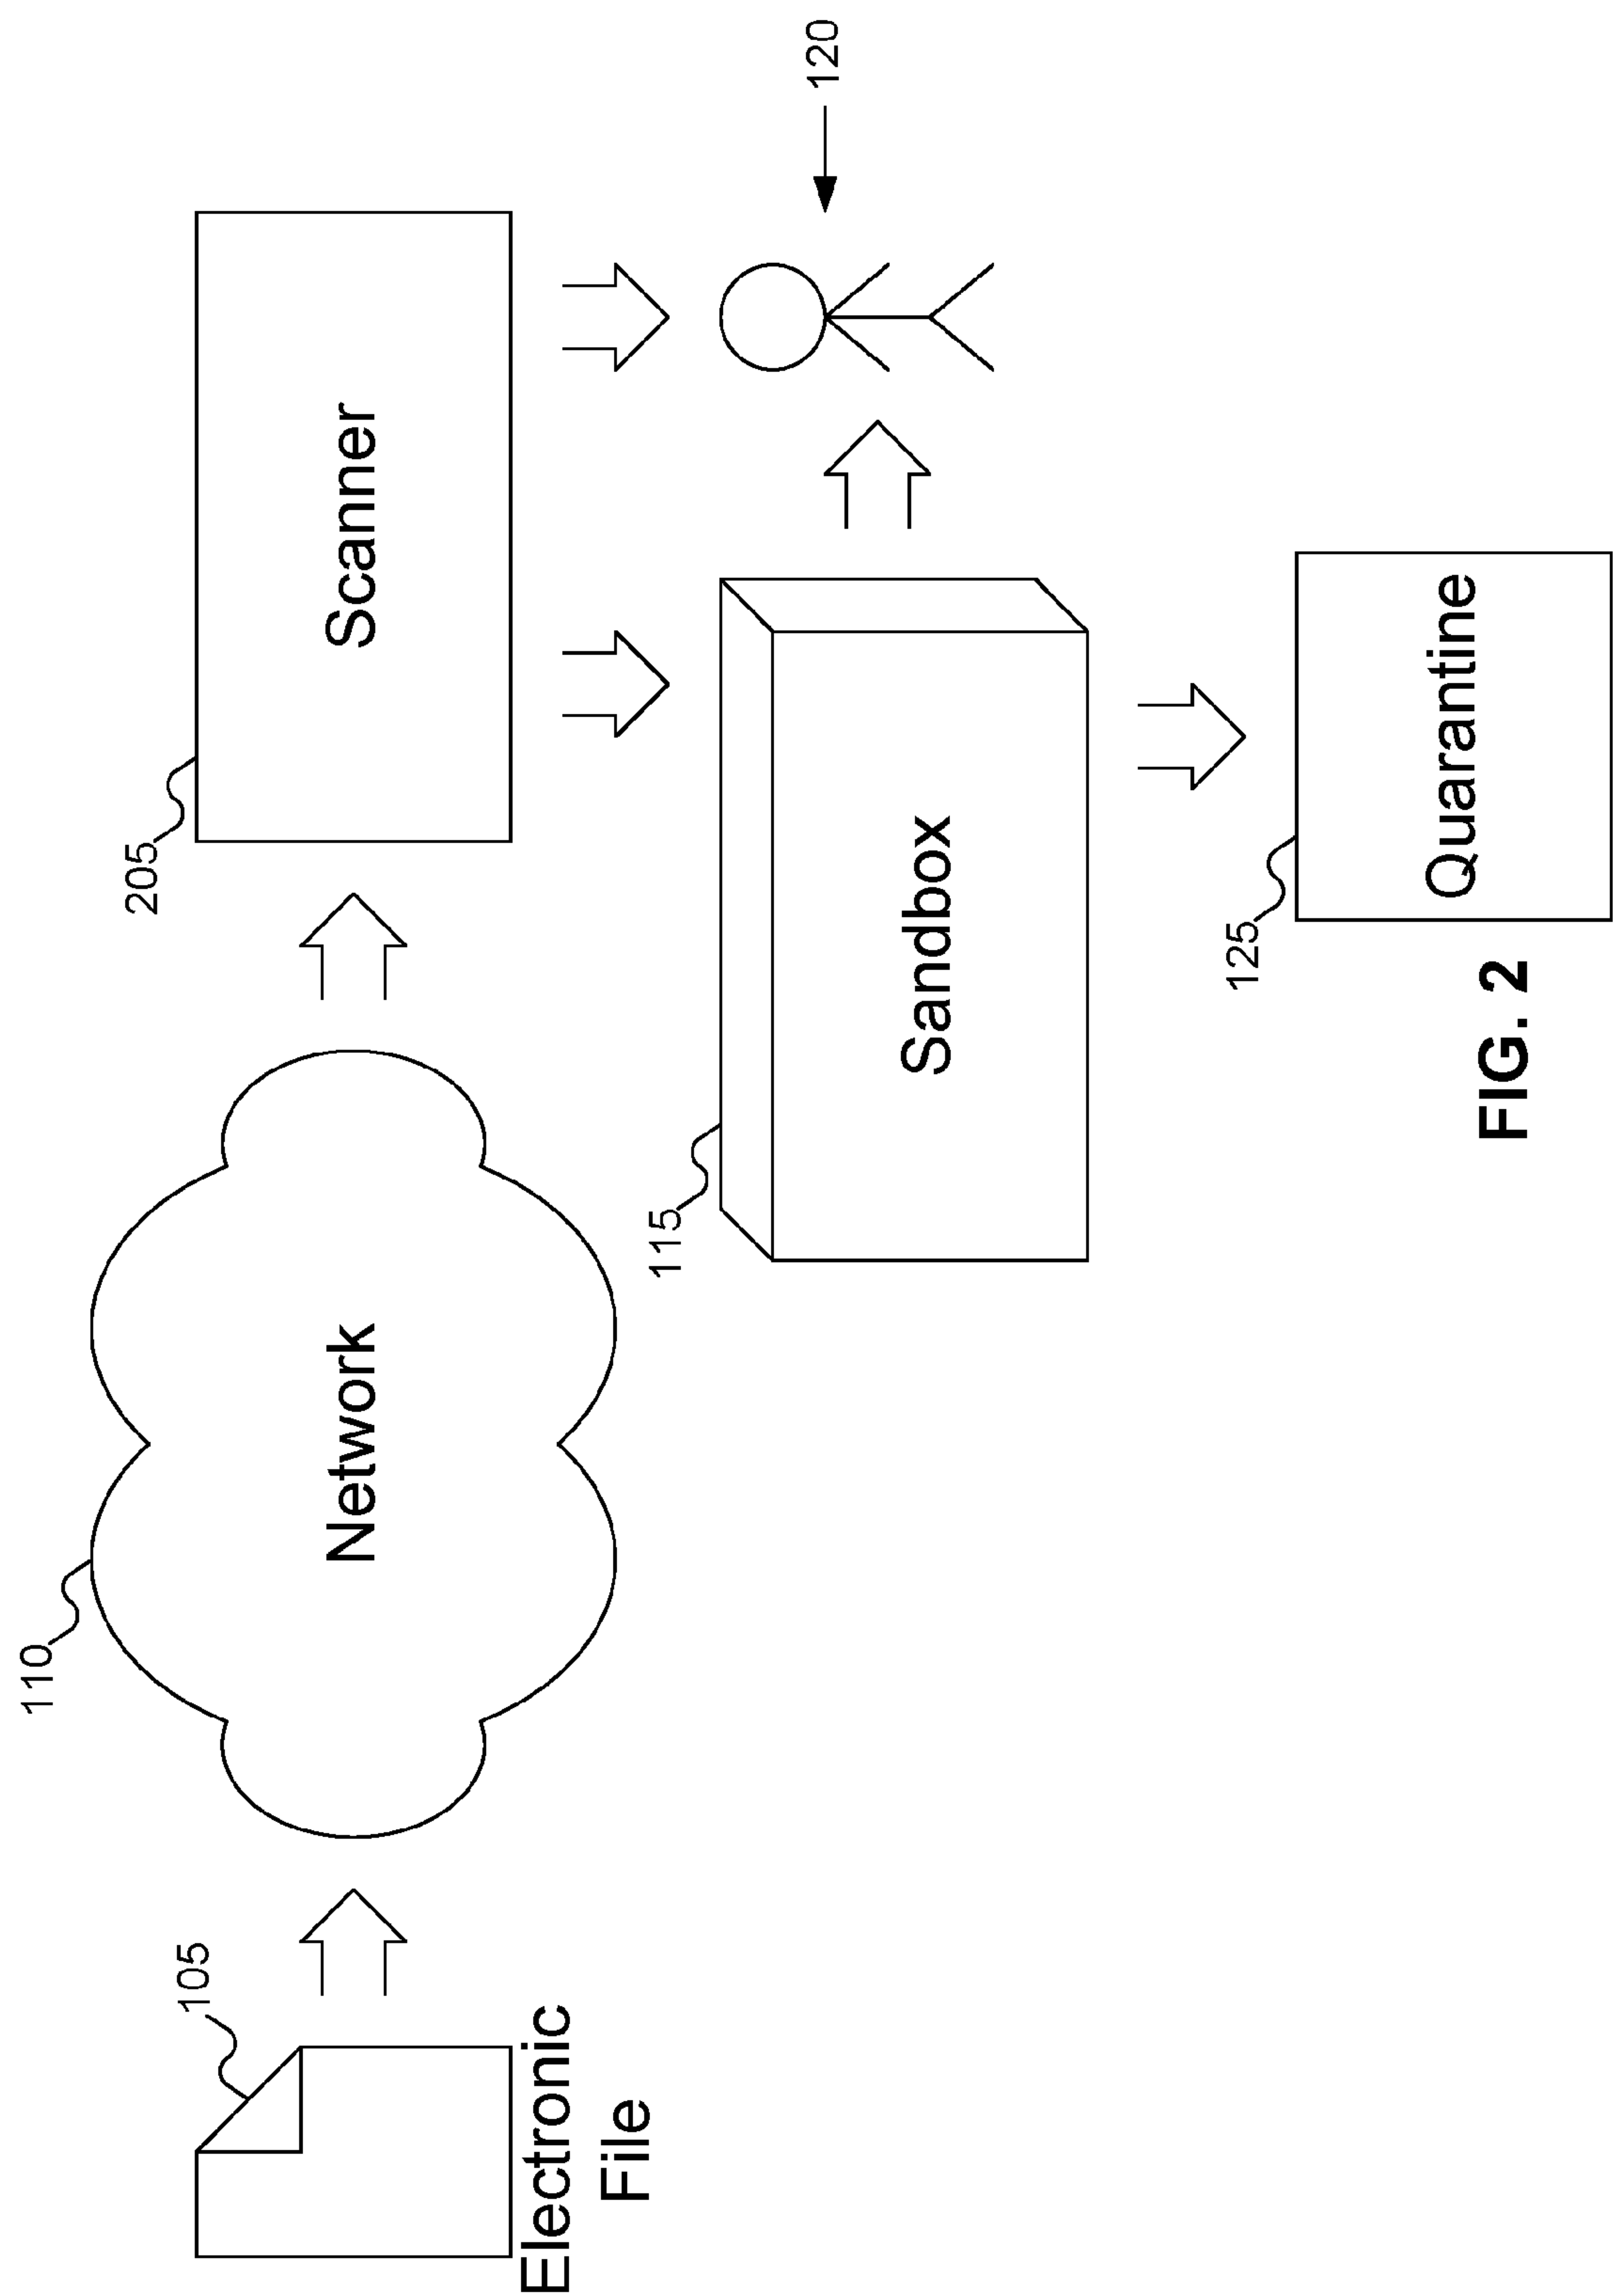 105
Electronic
File
110
Network
205
Scanner
115
Sandbox
120
125
Quarantine
FIG. 2